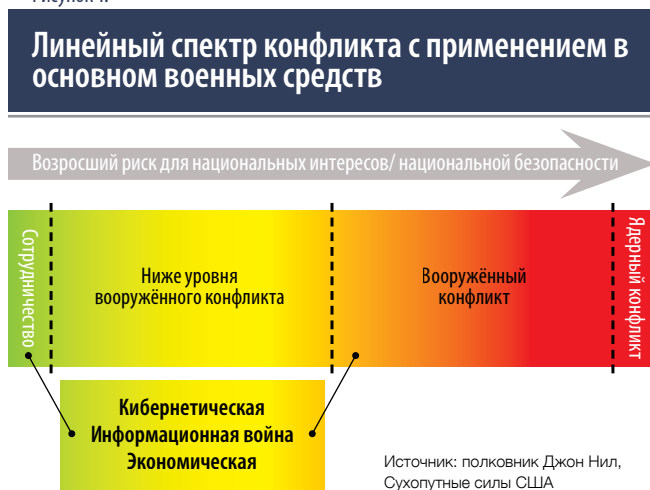 Линейный спектр конфликта с применением в
основном военных средств
Возросший риск для национальных интересов/ национальной безопасности
Сотрудничество
Ниже уровня
вооружённого конфликта
Вооружённый
конфликт
Ядерный конфликт
Кибернетическая
Информационная война
Экономическая
Источник: полковник Джон Нил,
Сухопутные силы США